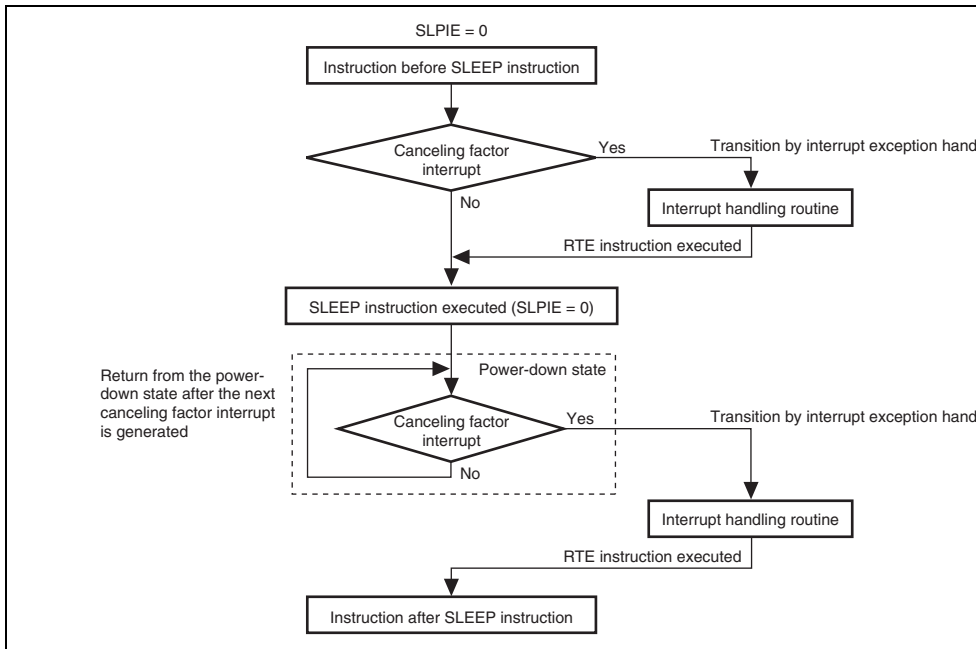 SLPIE = 0
Instruction before SLEEP instruction
Canceling factor
interrupt
Yes
Transition by interrupt exception hand
No
Interrupt handling routine
RTE instruction executed
SLEEP instruction executed (SLPIE = 0)
Return from the power-
down state after the next
canceling factor interrupt
is generated
Power-down state
Canceling factor
interrupt
Yes
Transition by interrupt exception hand
No
Interrupt handling routine
RTE instruction executed
Instruction after SLEEP instruction